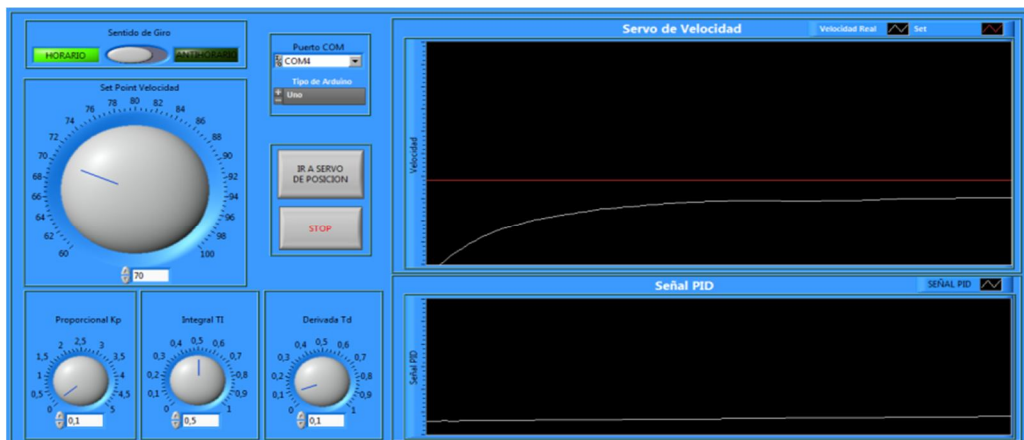 Sentido de Giro
HORARIO
ANTIHORARIO
Set Point Velocidad
60
62
64
66
68
70
72
74
76
78
80
82
84
86
88
90
92
94
96
98
100
70
Puerto COM
COM4
Tipo de Arduino
Uno
IR A SERVO
DE POSICION
STOP
Servo de Velocidad
Velocidad Real
Set
Velocidad
Señal PID
SEÑAL PID
Señal PID
Proporcional Kp
0
0,5
1
1,5
2
2,5
3
3,5
4
4,5
5
0,1
Integral TI
0
0,1
0,2
0,3
0,4
0,5
0,6
0,7
0,8
0,9
1
0,5
Derivada Td
0
0,1
0,2
0,3
0,4
0,5
0,6
0,7
0,8
0,9
1
0,1